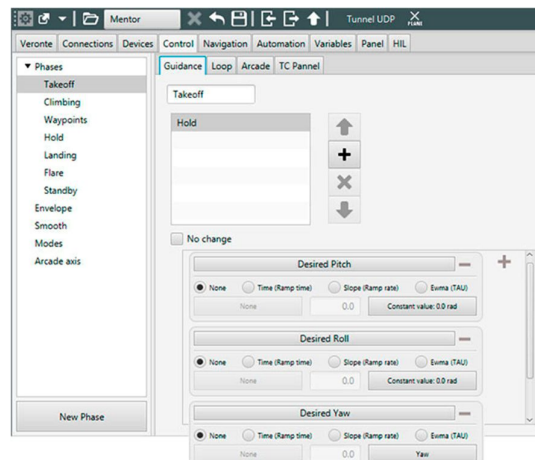 Mentor Tunnel UDP PLANE
Veronte Connections Devices Control Navigation Automation Variables Panel HIL
Phases
Takeoff
Climbing
Waypoints
Hold
Landing
Flare
Standby
Envelope
Smooth
Modes
Arcade axis
New Phase
Guidance Loop Arcade TC Pannel
Takeoff
Hold
No change
Desired Pitch
None Time (Ramp time) Slope (Ramp rate) Ewma (TAU)
None 0.0 Constant value: 0.0 rad
Desired Roll
None Time (Ramp time) Slope (Ramp rate) Ewma (TAU)
None 0.0 Constant value: 0.0 rad
Desired Yaw
None Time (Ramp time) Slope (Ramp rate) Ewma (TAU)
None 0.0 Yaw